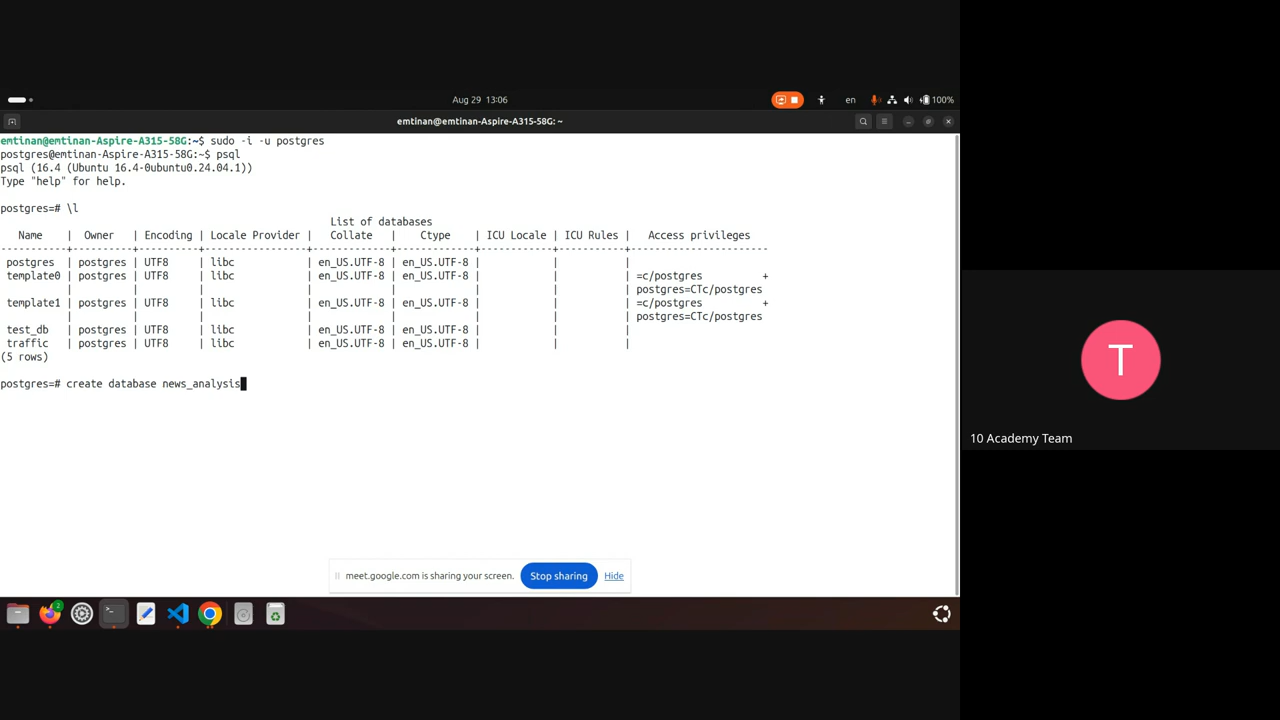 Aug 29 13:06
en
100%
emtinan@emtinan-Aspire-A315-58G: ~
emtinan@emtinan-Aspire-A315-58G:~$ sudo -i -u postgres
postgres@emtinan-Aspire-A315-58G:~$ psql
psql (16.4 (Ubuntu 16.4-0ubuntu0.24.04.1))
Type "help" for help.
postgres=# \l
List of databases
Name | Owner | Encoding | Locale Provider | Collate | Ctype | ICU Locale | ICU Rules | Access privileges
----------+----------+----------+-----------------+-------------+-------------+------------+-----------+-----------------------
postgres | postgres | UTF8 | libc | en_US.UTF-8 | en_US.UTF-8 | | |
template0 | postgres | UTF8 | libc | en_US.UTF-8 | en_US.UTF-8 | | | =c/postgres +
| | | | | | | | postgres=CTc/postgres
template1 | postgres | UTF8 | libc | en_US.UTF-8 | en_US.UTF-8 | | | =c/postgres +
| | | | | | | | postgres=CTc/postgres
test_db | postgres | UTF8 | libc | en_US.UTF-8 | en_US.UTF-8 | | |
traffic | postgres | UTF8 | libc | en_US.UTF-8 | en_US.UTF-8 | | |
(5 rows)
postgres=# create database news_analysis
meet.google.com is sharing your screen.
Stop sharing
Hide
2
T
10 Academy Team